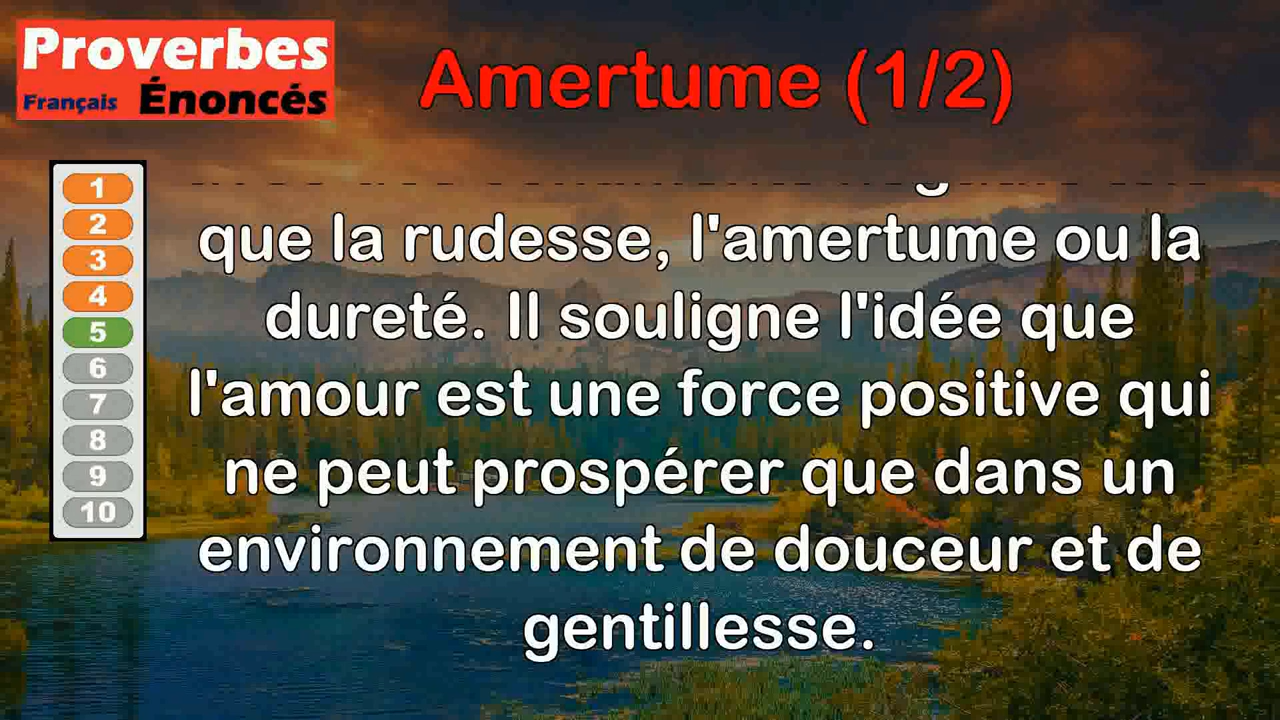 Proverbes
Français Énoncés
Amertume (1/2)
1
2
3
4
5
6
7
8
9
10
que la rudesse, l'amertume ou la
dureté. Il souligne l'idée que
l'amour est une force positive qui
ne peut prospérer que dans un
environnement de douceur et de
gentillesse.